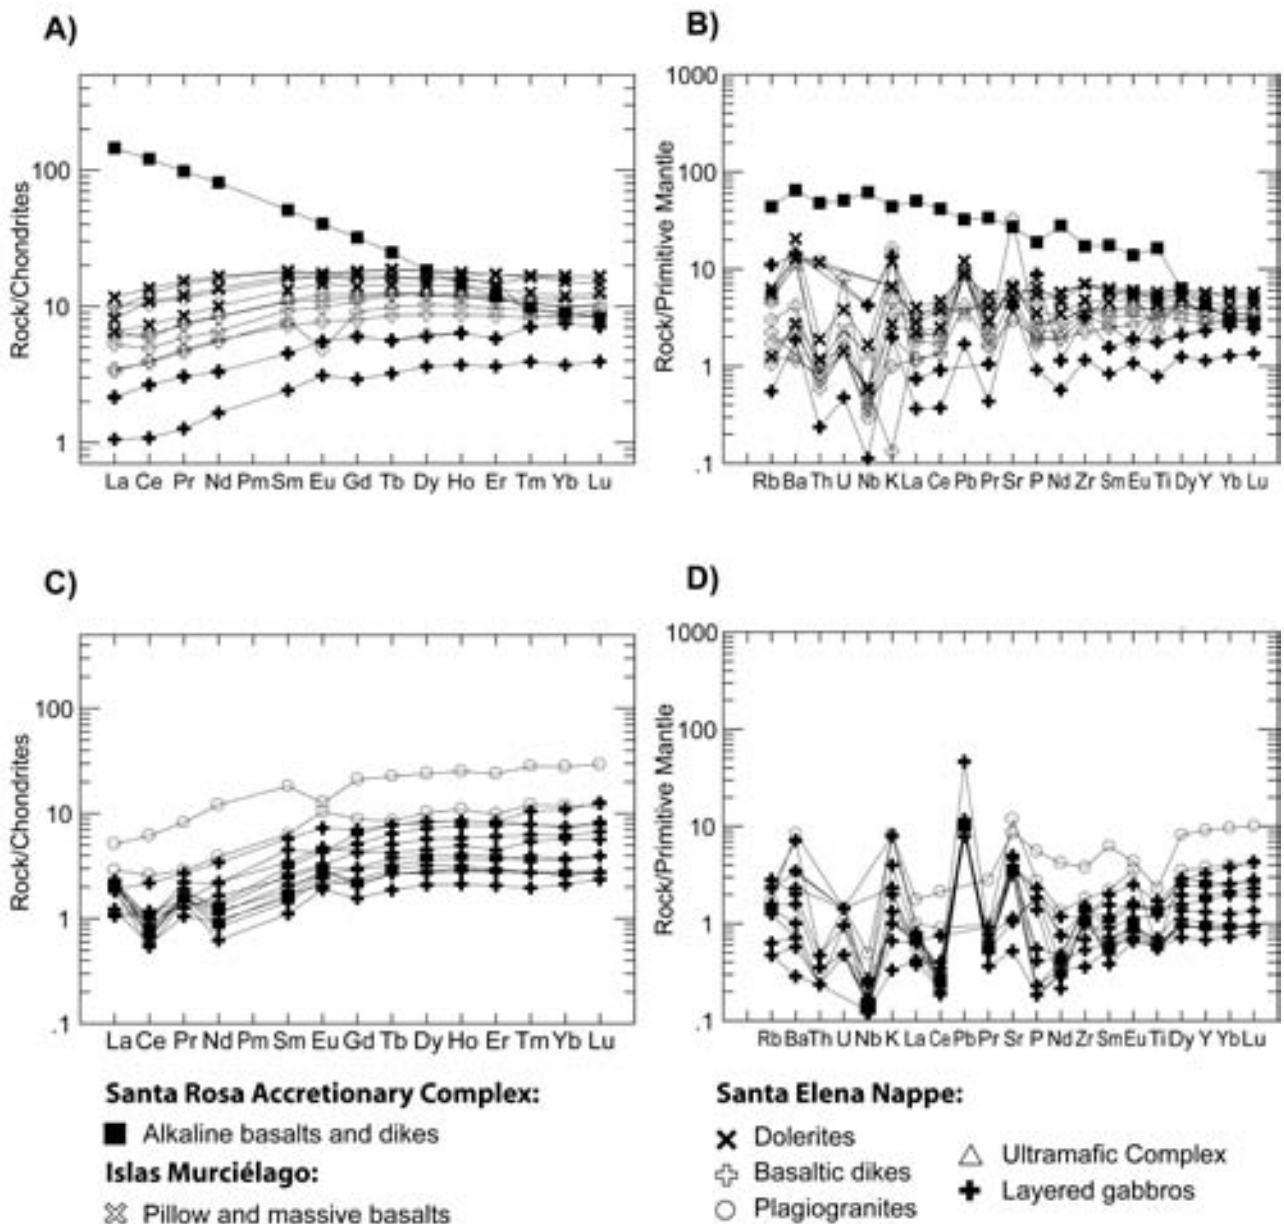 A)
Rock/Chondrites
100
10
1
La Ce Pr Nd Pm Sm Eu Gd Tb Dy Ho Er Tm Yb Lu
B)
Rock/Primitive Mantle
1000
100
10
1
.1
Rb Ba Th U Nb K La Ce Pb Pr Sr P Nd Zr Sm Eu Ti Dy Y Yb Lu
C)
Rock/Chondrites
100
10
1
.1
La Ce Pr Nd Pm Sm Eu Gd Tb Dy Ho Er Tm Yb Lu
D)
Rock/Primitive Mantle
1000
100
10
1
.1
Rb Ba Th U Nb K La Ce Pb Pr Sr P Nd Zr Sm Eu Ti Dy Y Yb Lu
Santa Rosa Accretionary Complex:
Alkaline basalts and dikes
Islas Murciélago:
Pillow and massive basalts
Santa Elena Nappe:
Dolerites
Basaltic dikes
Plagiogranites
Ultramafic Complex
Layered gabbros